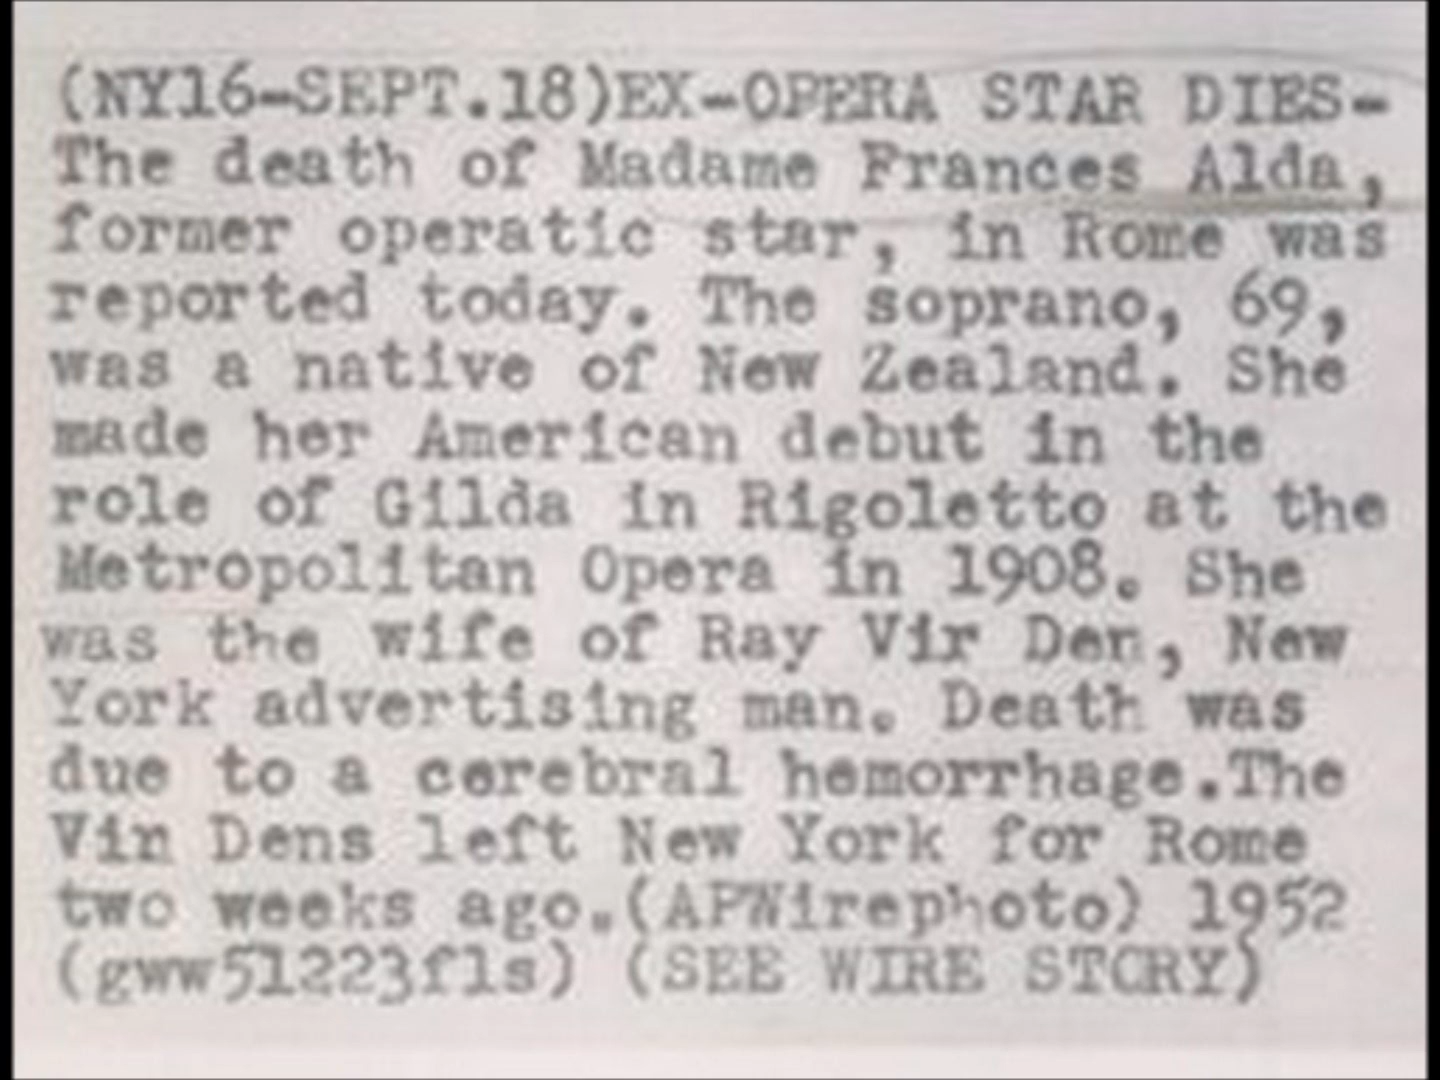 (NY16-SEPT.18)EX-OPERA STAR DIES-
The death of Madame Frances Alda,
former operatic star, in Rome was
reported today. The soprano, 69,
was a native of New Zealand. She
made her American debut in the
role of Gilda in Rigoletto at the
Metropolitan Opera in 1908. She
was the wife of Ray Vir Den, New
York advertising man. Death was
due to a cerebral hemorrhage.The
Vir Dens left New York for Rome
two weeks ago.(APWirephoto) 1952
(gww51223fls) (SEE WIRE STORY)